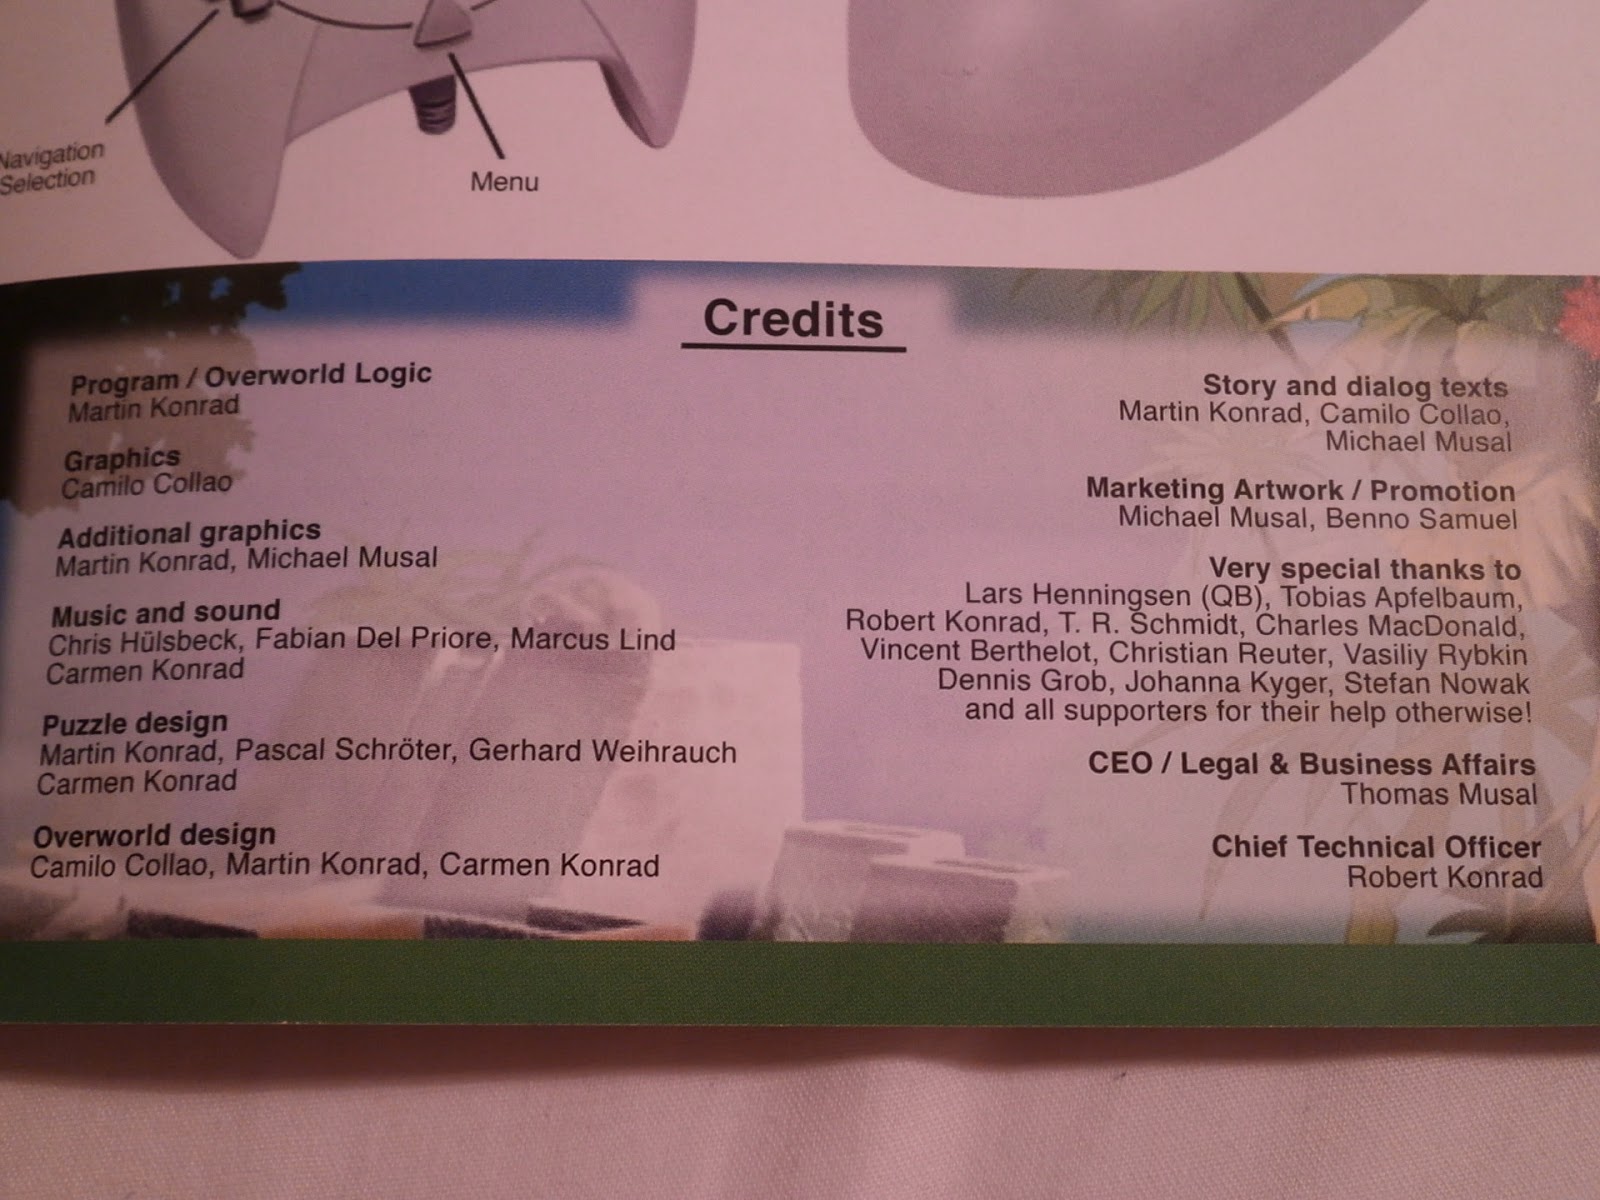 Navigation
Selection
Menu
Credits
Program / Overworld Logic
Martin Konrad
Graphics
Camilo Collao
Additional graphics
Martin Konrad, Michael Musal
Music and sound
Chris Hülsbeck, Fabian Del Priore, Marcus Lind
Carmen Konrad
Puzzle design
Martin Konrad, Pascal Schröter, Gerhard Weihrauch
Carmen Konrad
Overworld design
Camilo Collao, Martin Konrad, Carmen Konrad
Story and dialog texts
Martin Konrad, Camilo Collao,
Michael Musal
Marketing Artwork / Promotion
Michael Musal, Benno Samuel
Very special thanks to
Lars Henningsen (QB), Tobias Apfelbaum,
Robert Konrad, T. R. Schmidt, Charles MacDonald,
Vincent Berthelot, Christian Reuter, Vasiliy Rybkin
Dennis Grob, Johanna Kyger, Stefan Nowak
and all supporters for their help otherwise!
CEO / Legal & Business Affairs
Thomas Musal
Chief Technical Officer
Robert Konrad